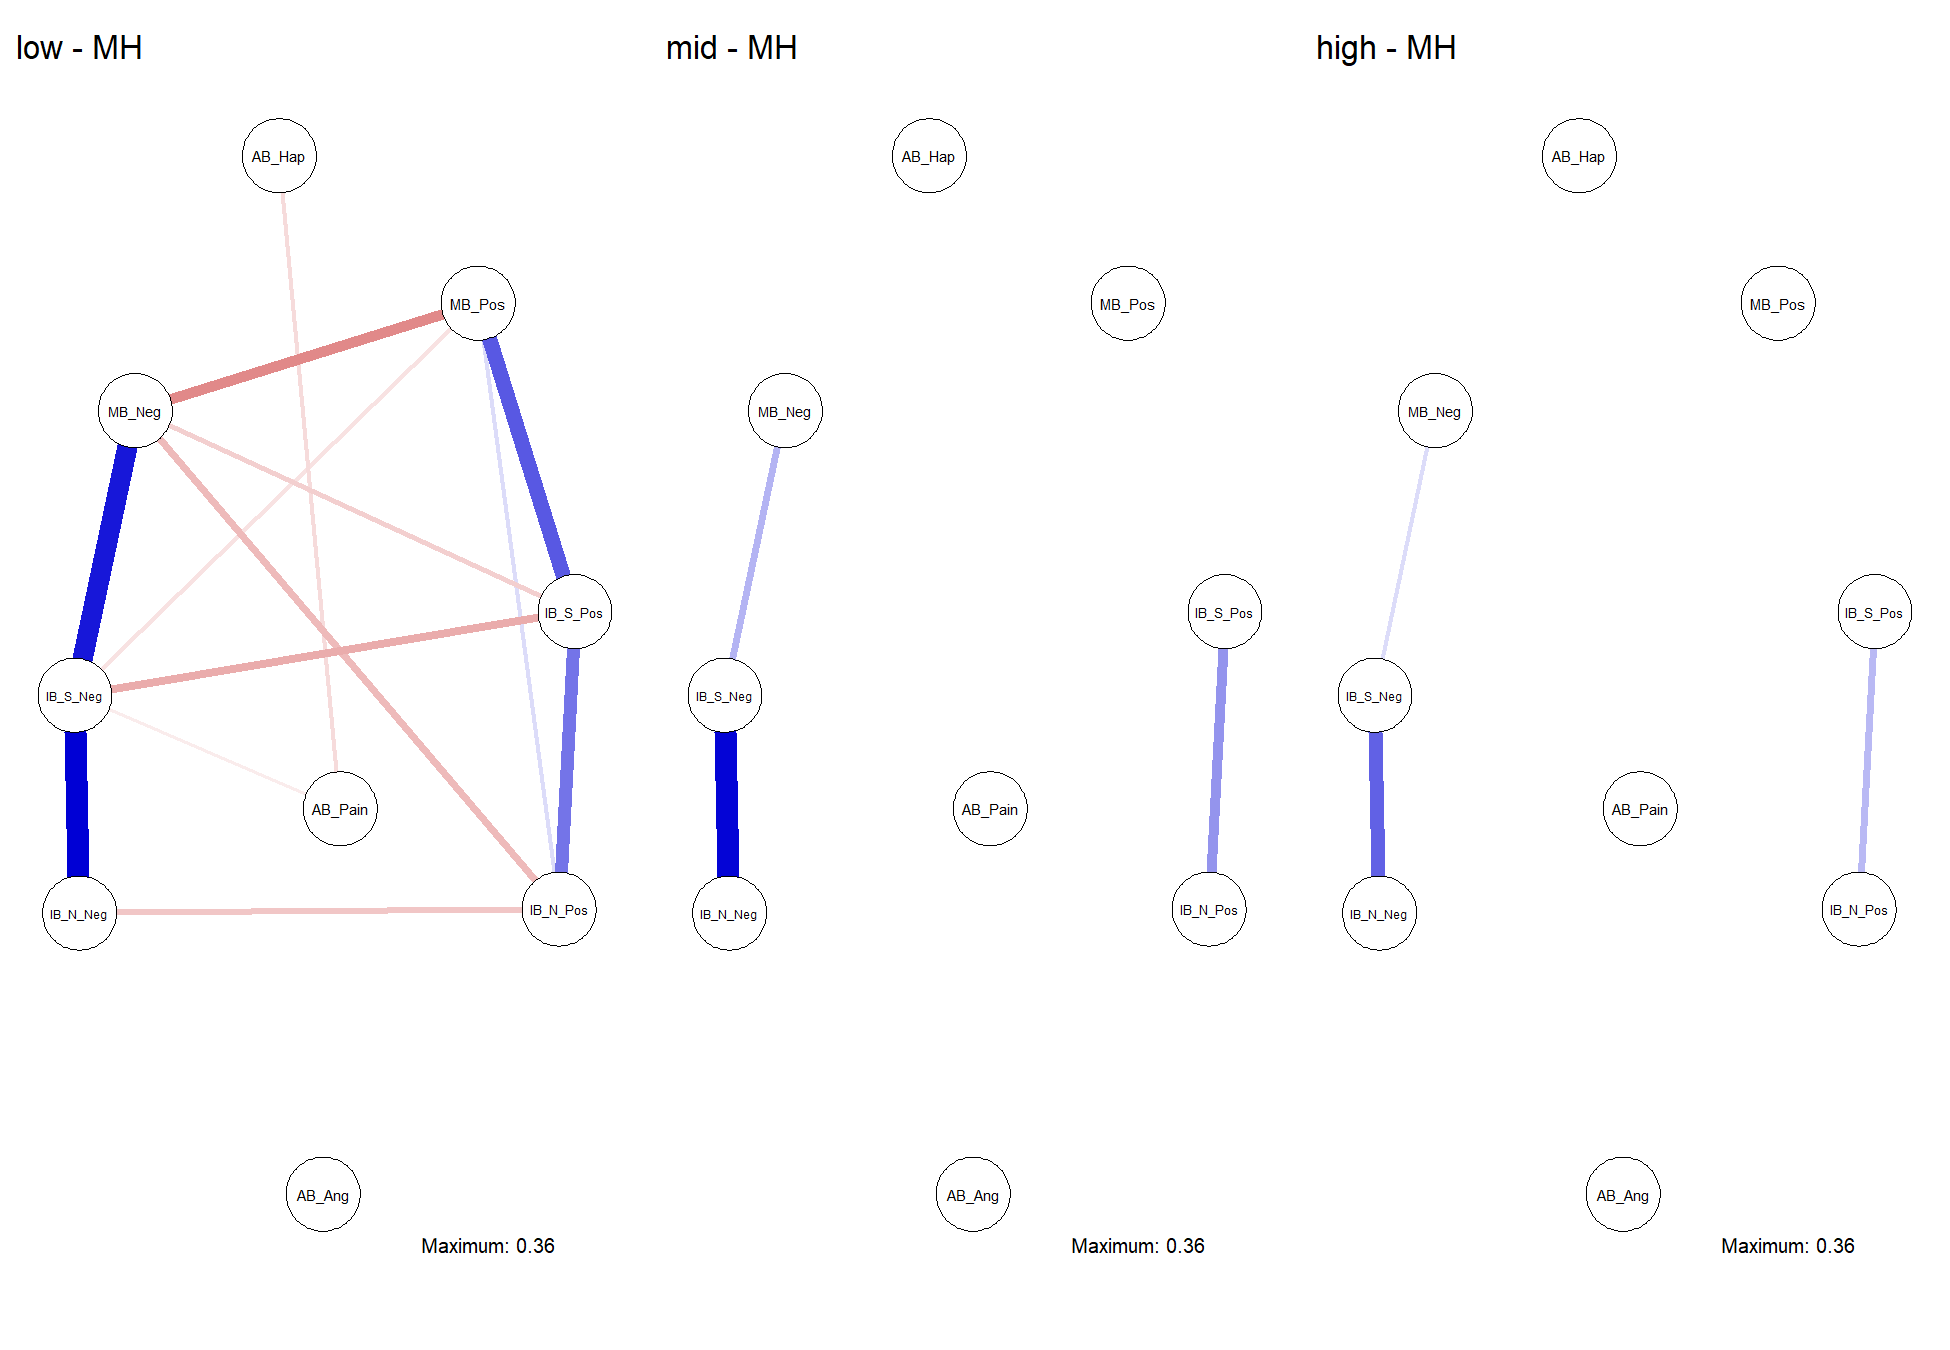 low - MH
AB_Hap
MB_Pos
MB_Neg
IB_S_Pos
IB_S_Neg
AB_Pain
IB_N_Neg
IB_N_Pos
AB_Ang
Maximum: 0.36
mid - MH
AB_Hap
MB_Pos
MB_Neg
IB_S_Pos
IB_S_Neg
AB_Pain
IB_N_Neg
IB_N_Pos
AB_Ang
Maximum: 0.36
high - MH
AB_Hap
MB_Pos
MB_Neg
IB_S_Pos
IB_S_Neg
AB_Pain
IB_N_Neg
IB_N_Pos
AB_Ang
Maximum: 0.36